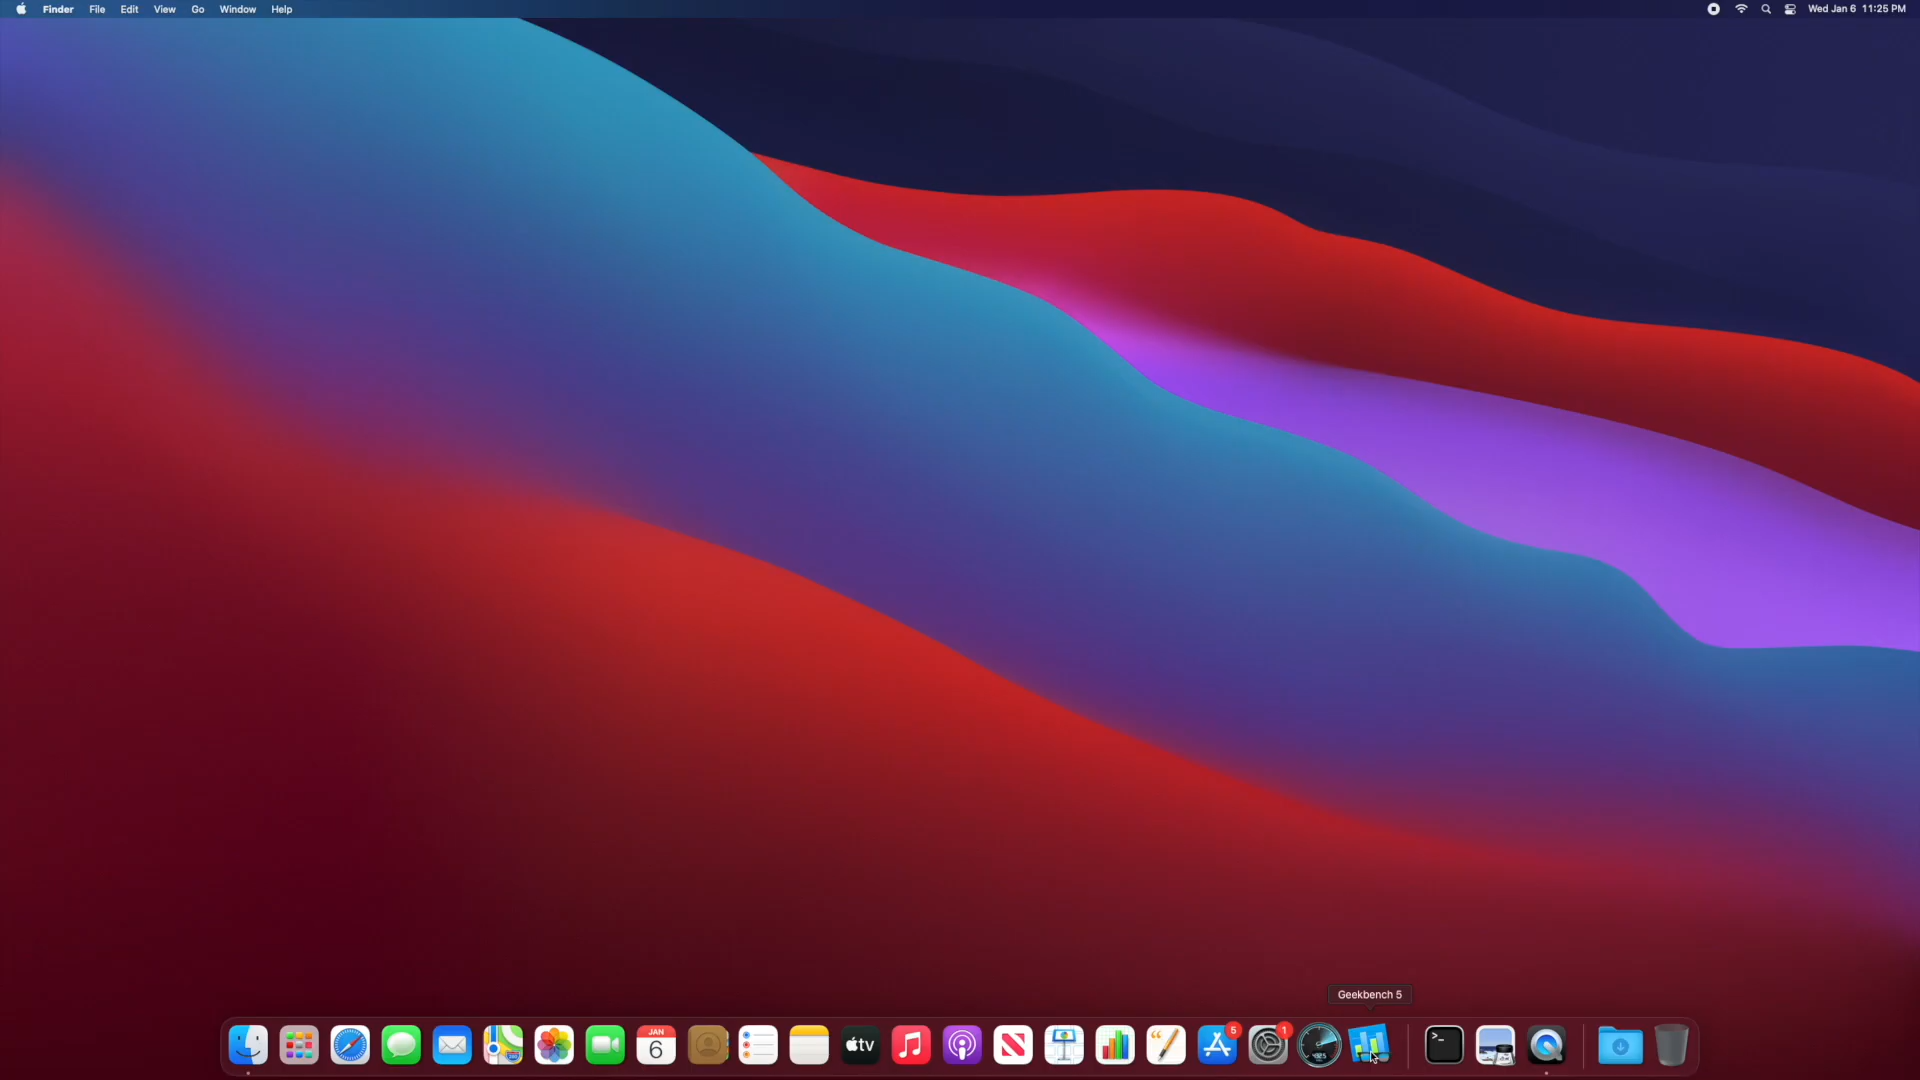 Finder File Edit View Go Window Help
Wed Jan 6 11:25 PM
Geekbench 5
JAN
6
tv
5
1